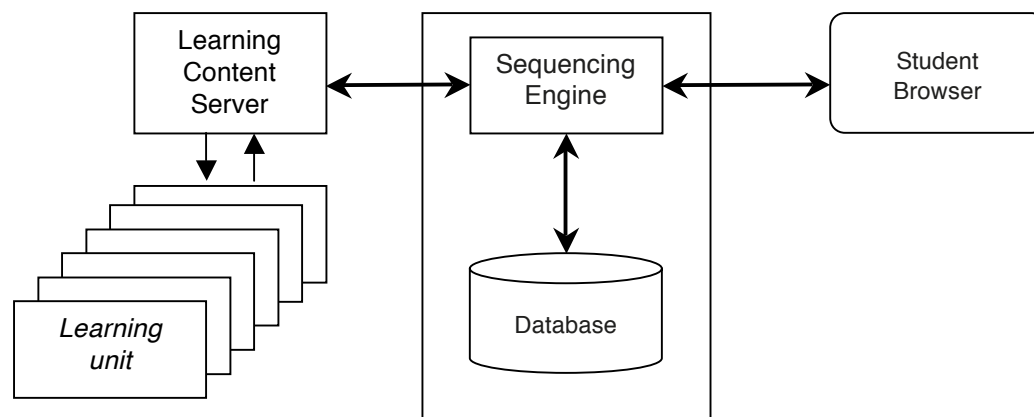 Learning
Content
Server
Sequencing
Engine
Student
Browser
Learning
unit
Database